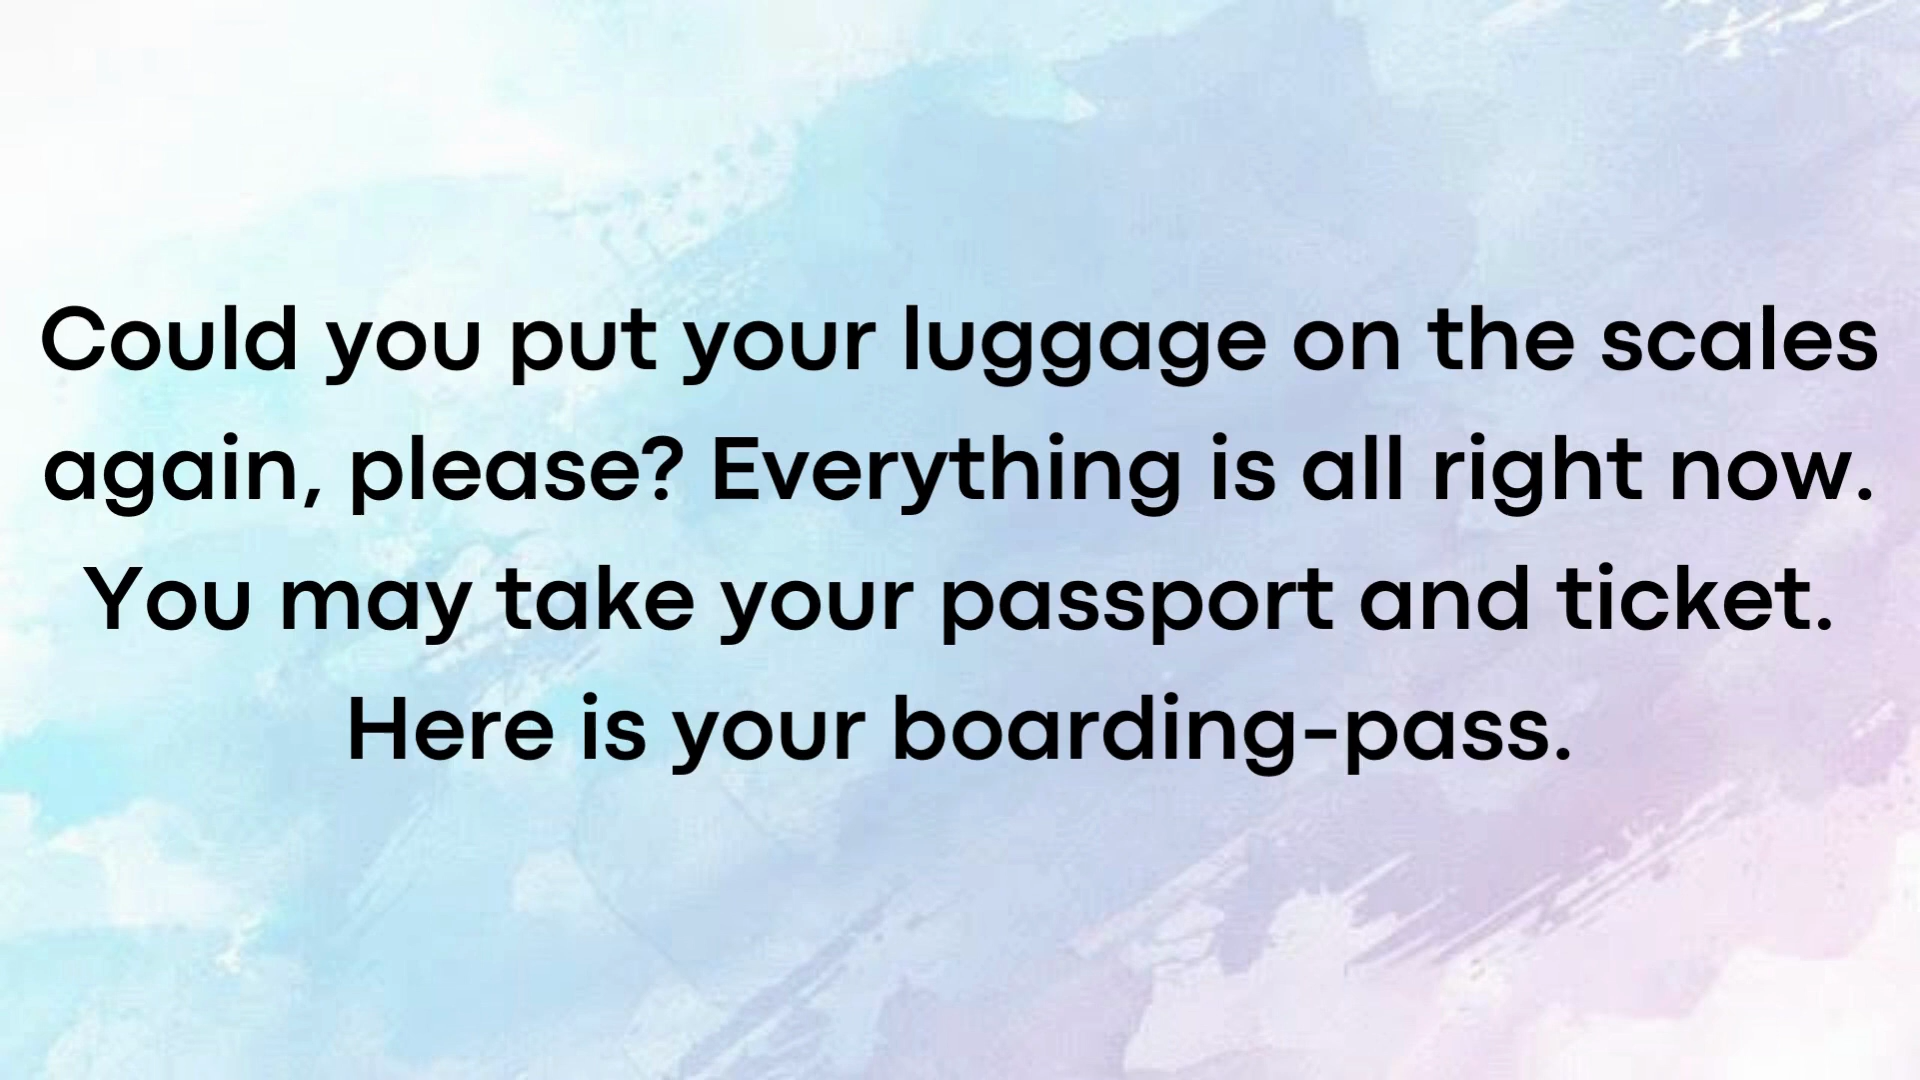 Could you put your luggage on the scales
again, please? Everything is all right now.
You may take your passport and ticket.
Here is your boarding-pass.